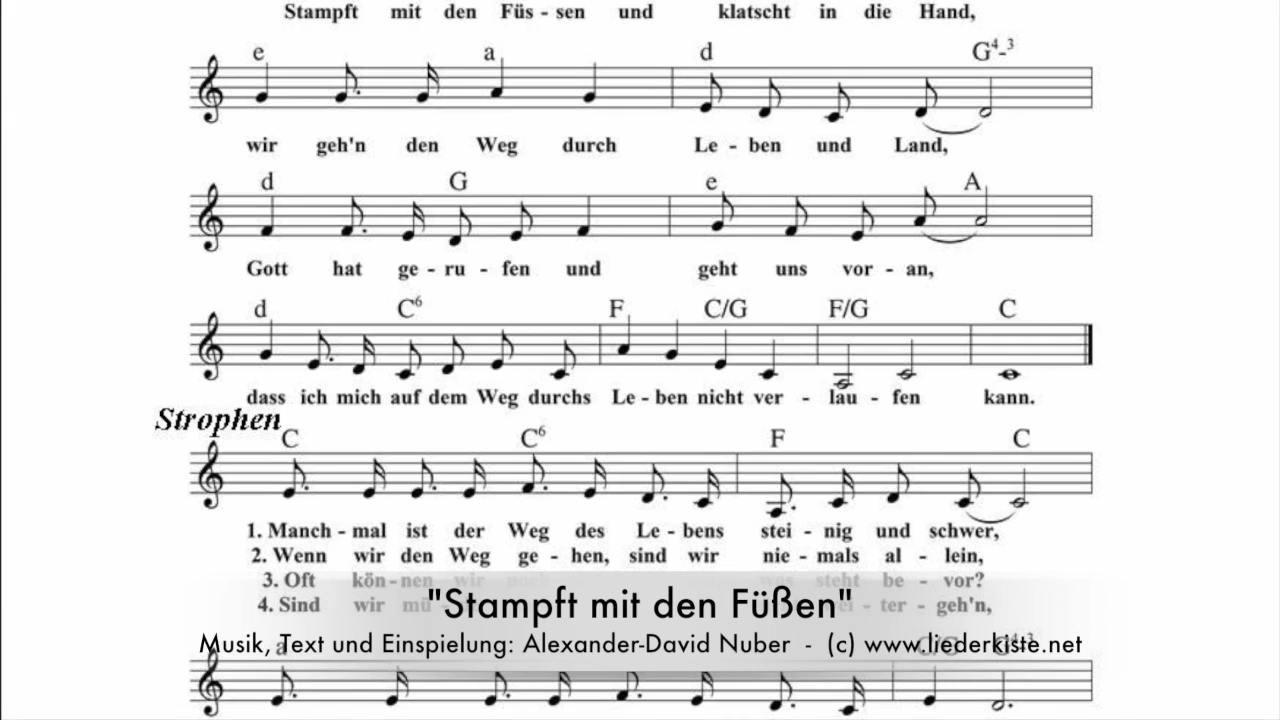 Stampft mit den Füs - sen und klatscht in die Hand,
e a d G4-3
wir geh'n den Weg durch Le - ben und Land,
d G e A
Gott hat ge - ru - fen und geht uns vor - an,
d C6 F C/G F/G C
dass ich mich auf dem Weg durchs Le - ben nicht ver - lau - fen kann.
Strophen
C C6 F C
1. Manch - mal ist der Weg des Le - bens stei - nig und schwer,
2. Wenn wir den Weg ge - hen, sind wir nie - mals al - lein,
3. Oft kön - nen wir noch was steht be - vor?
4. Sind wir mü - ter - geh'n,
"Stampft mit den Füßen"
Musik, Text und Einspielung: Alexander-David Nuber - (c) www.liederkiste.net
a